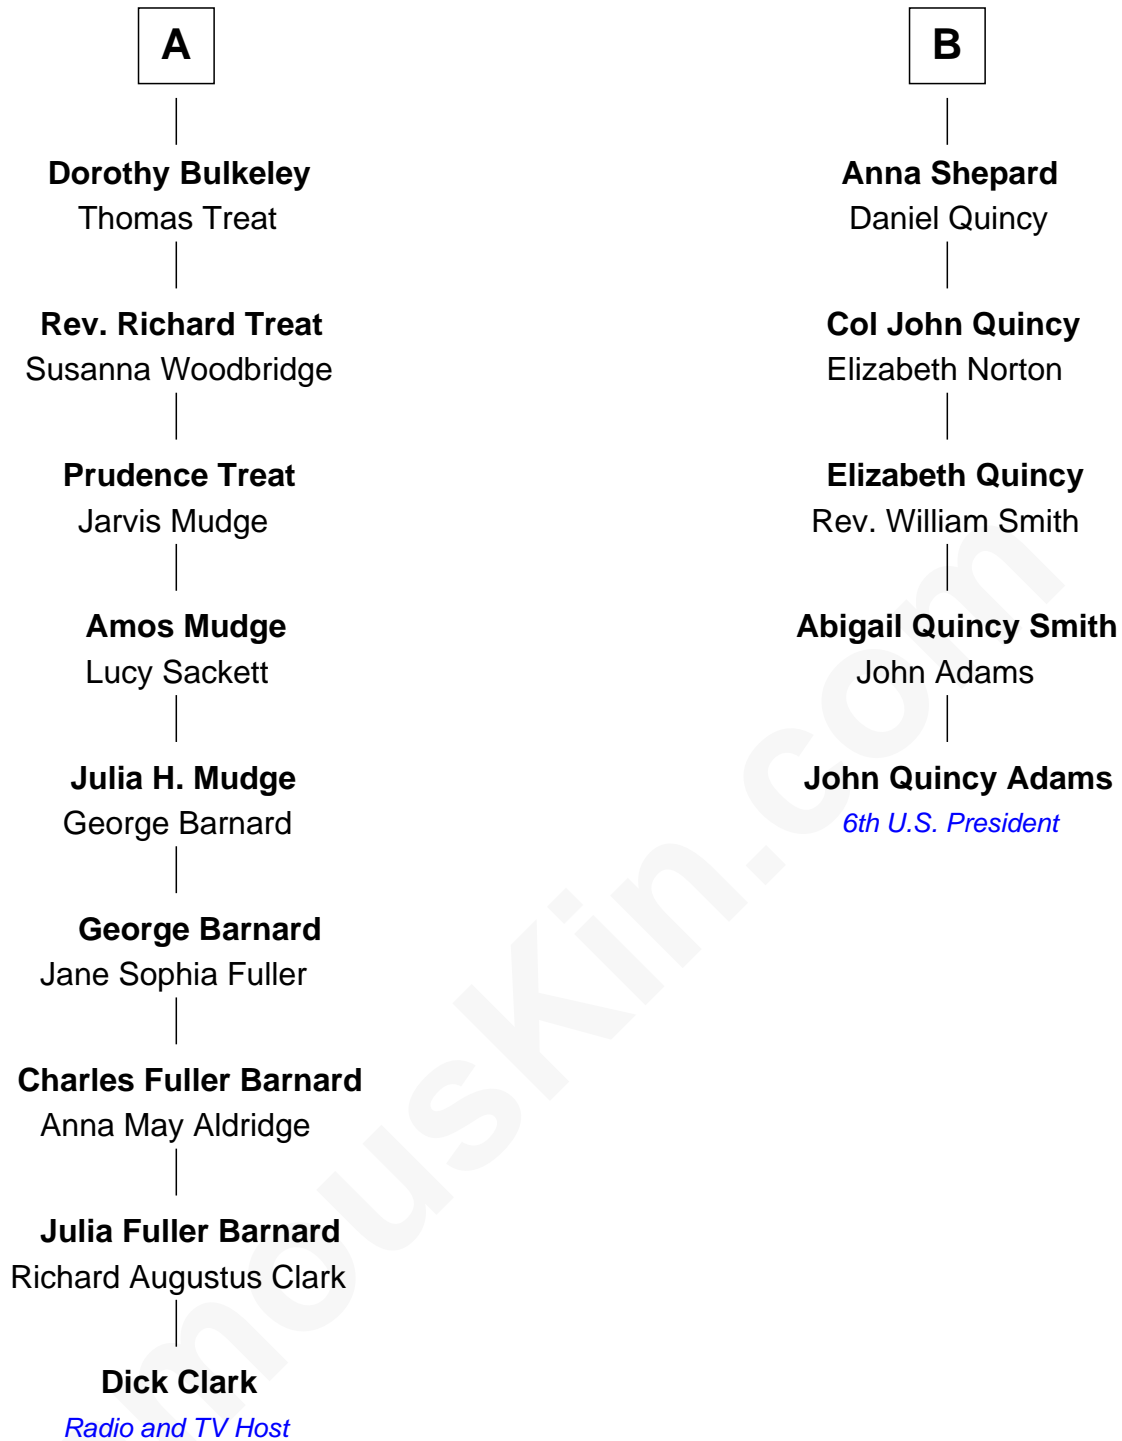 A
Dorothy Bulkeley
Thomas Treat
Rev. Richard Treat
Susanna Woodbridge
Prudence Treat
Jarvis Mudge
Amos Mudge
Lucy Sackett
Julia H. Mudge
George Barnard
George Barnard
Jane Sophia Fuller
Charles Fuller Barnard
Anna May Aldridge
Julia Fuller Barnard
Richard Augustus Clark
Dick Clark
Radio and TV Host
B
Anna Shepard
Daniel Quincy
Col John Quincy
Elizabeth Norton
Elizabeth Quincy
Rev. William Smith
Abigail Quincy Smith
John Adams
John Quincy Adams
6th U.S. President
mousKin.com